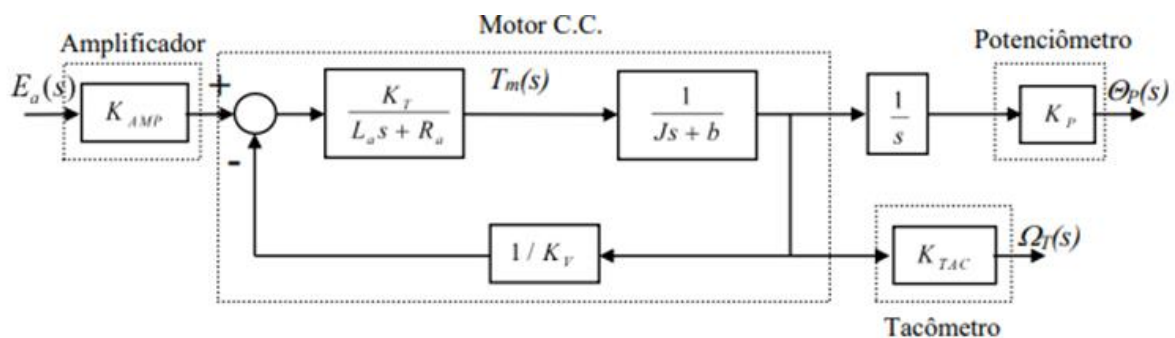 Motor C.C.
Amplificador
Potenciômetro
E_a(s)
K_AMP
+
-
K_T
L_a s + R_a
T_m(s)
1
Js + b
1
s
K_P
Θ_P(s)
1 / K_V
K_TAC
Ω_T(s)
Tacômetro